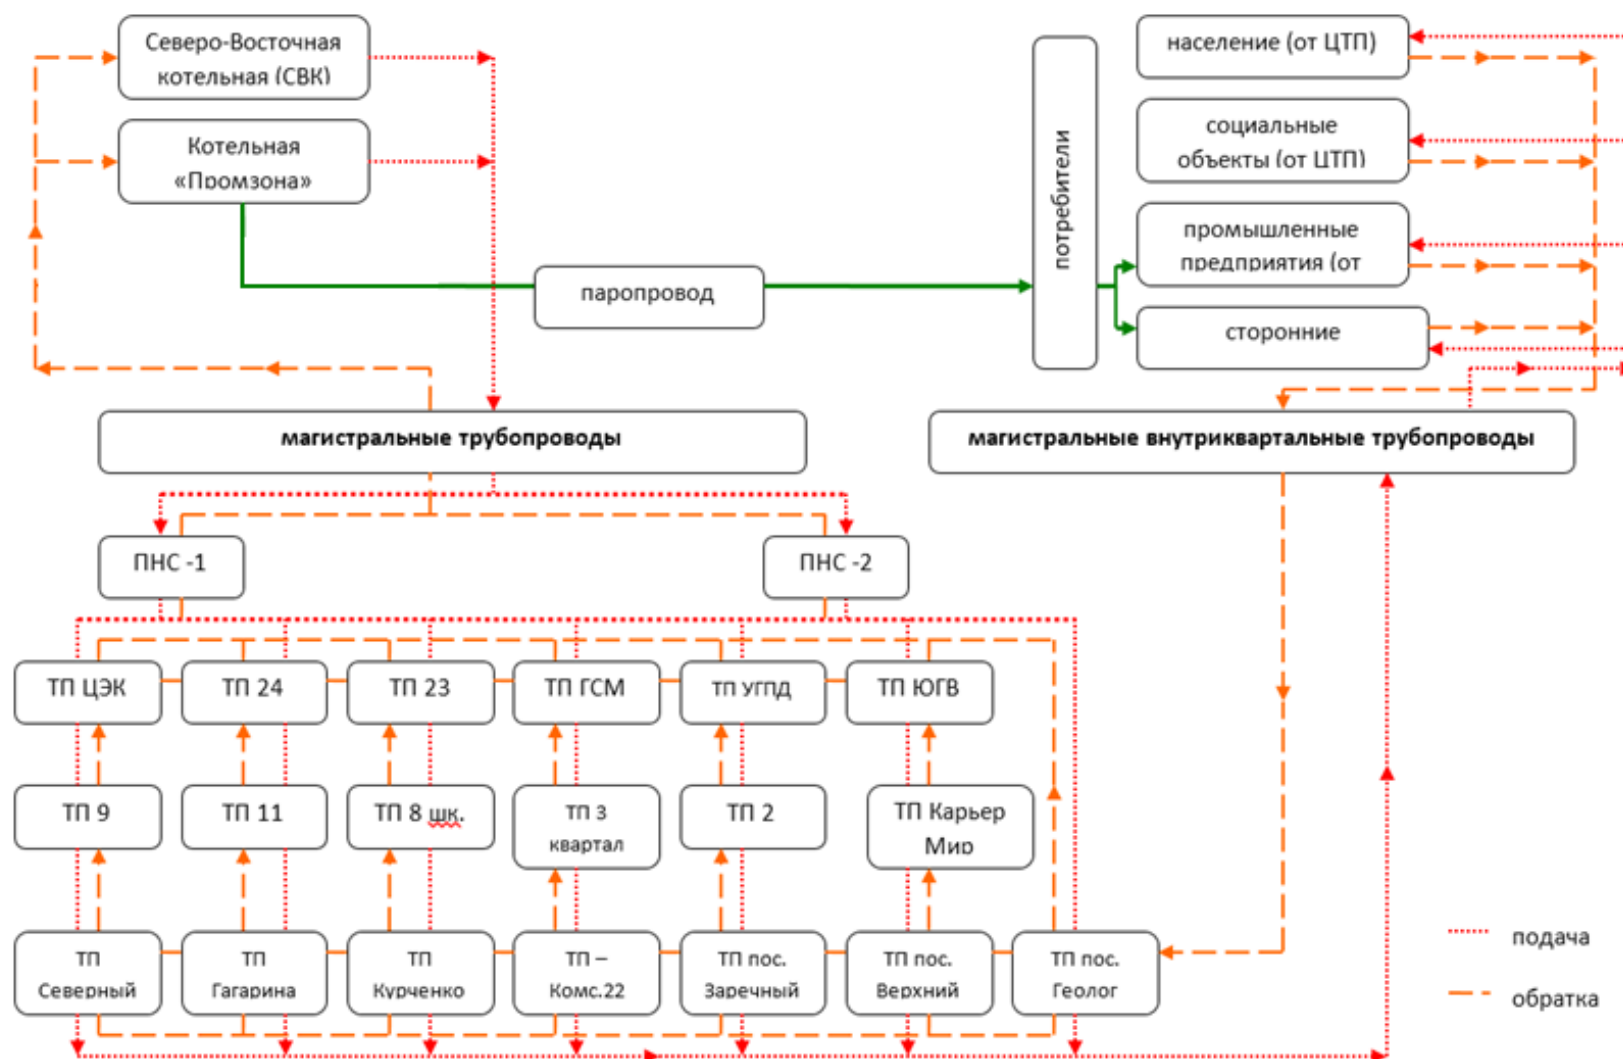 Северо-Восточная
котельная (СВК)
население (от ЦТП)
Котельная
«Промзона»
социальные
объекты (от ЦТП)
потребители
промышленные
предприятия (от
паропровод
сторонние
магистральные трубопроводы
магистральные внутриквартальные трубопроводы
ПНС -1
ПНС -2
ТП ЦЭК
ТП 24
ТП 23
ТП ГСМ
ТП УГПД
ТП ЮГВ
ТП 9
ТП 11
ТП 8 шк.
ТП 3
квартал
ТП 2
ТП Карьер
Мир
ТП
Северный
ТП
Гагарина
ТП
Курченко
ТП –
Комс.22
ТП пос.
Заречный
ТП пос.
Верхний
ТП пос.
Геолог
подача
обратка